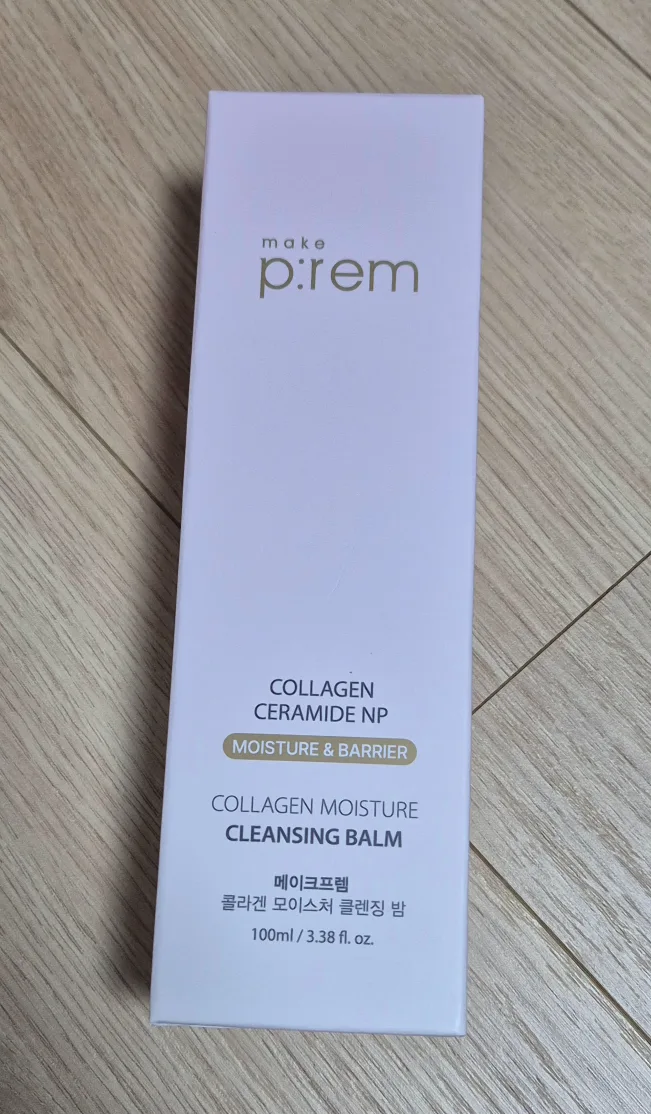 make
p:rem
COLLAGEN
CERAMIDE NP
MOISTURE & BARRIER
COLLAGEN MOISTURE
CLEANSING BALM
메이크프렘
콜라겐 모이스처 클렌징 밤
100ml / 3.38 fl. oz.